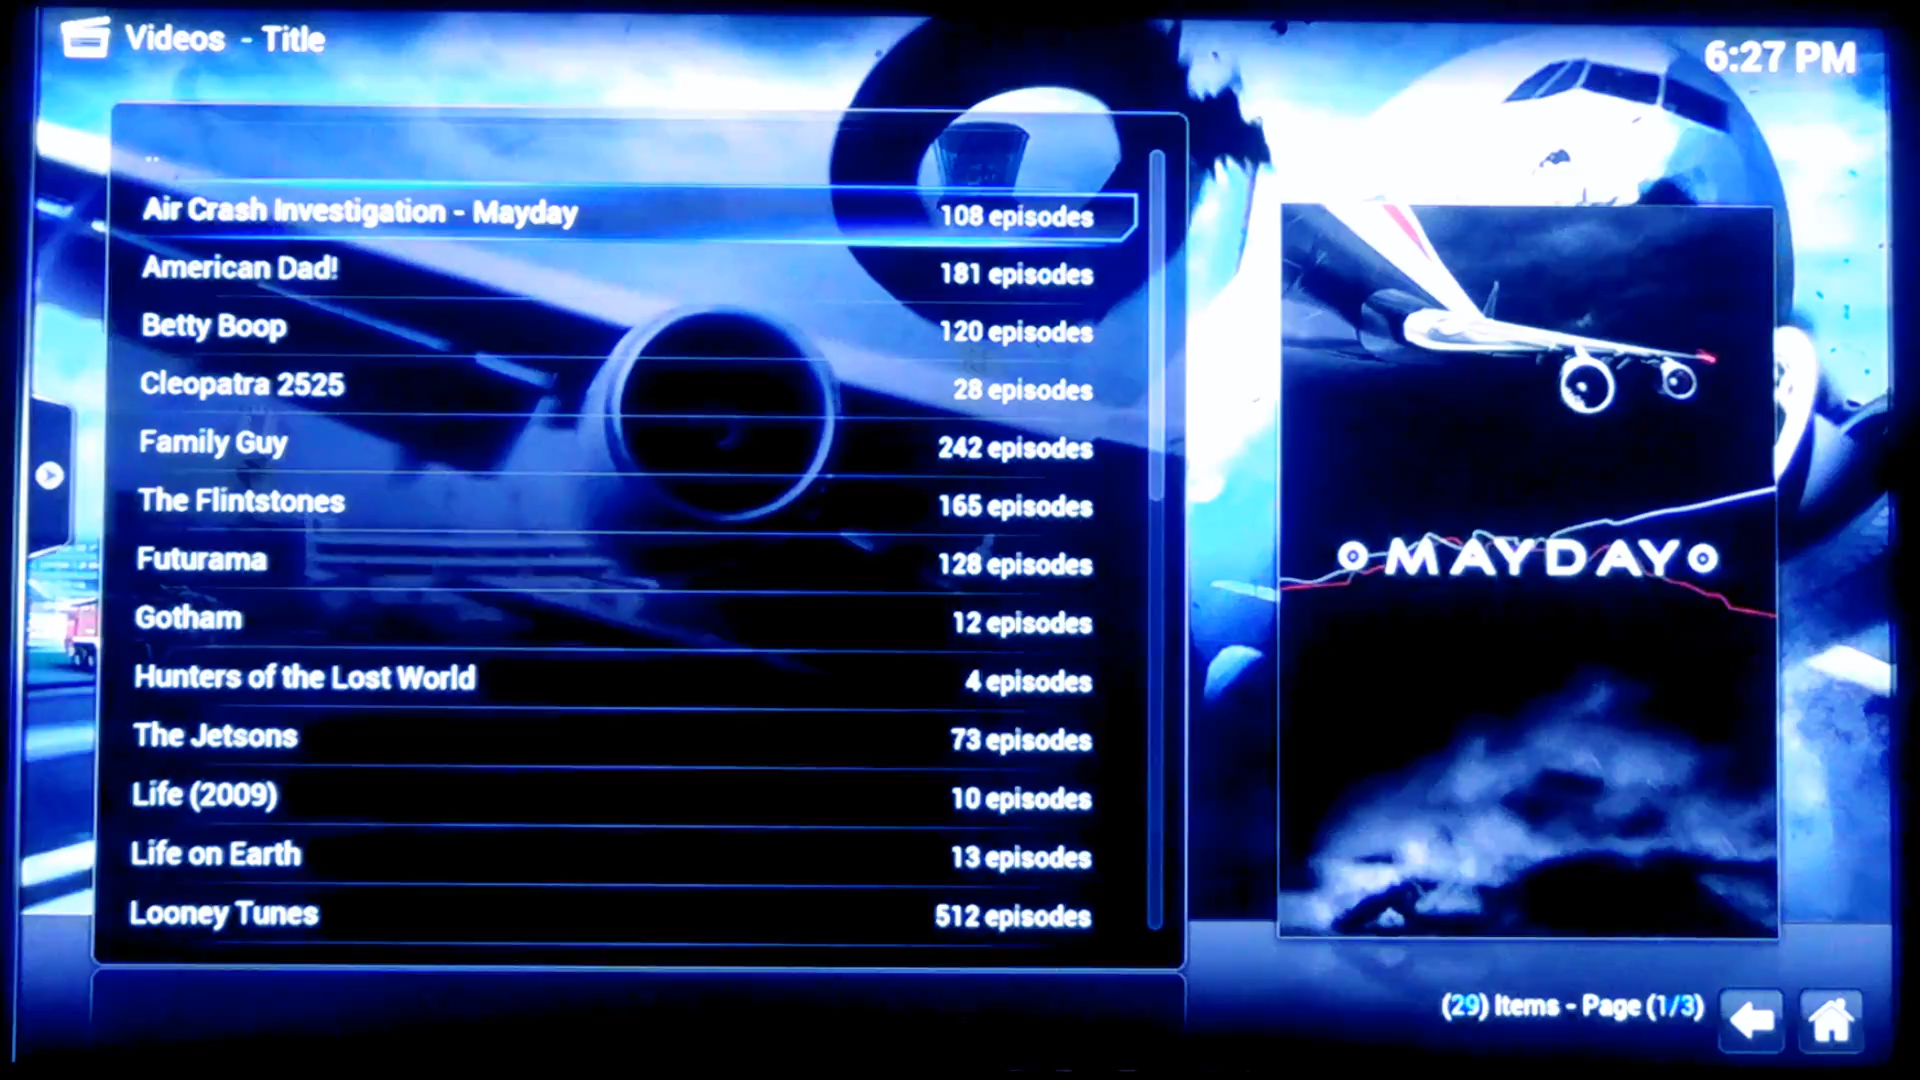 Videos - Title
6:27 PM
..
Air Crash Investigation - Mayday 108 episodes
American Dad! 181 episodes
Betty Boop 120 episodes
Cleopatra 2525 28 episodes
Family Guy 242 episodes
The Flintstones 165 episodes
Futurama 128 episodes
Gotham 12 episodes
Hunters of the Lost World 4 episodes
The Jetsons 73 episodes
Life (2009) 10 episodes
Life on Earth 13 episodes
Looney Tunes 512 episodes
MAYDAY
(29) Items - Page (1/3)